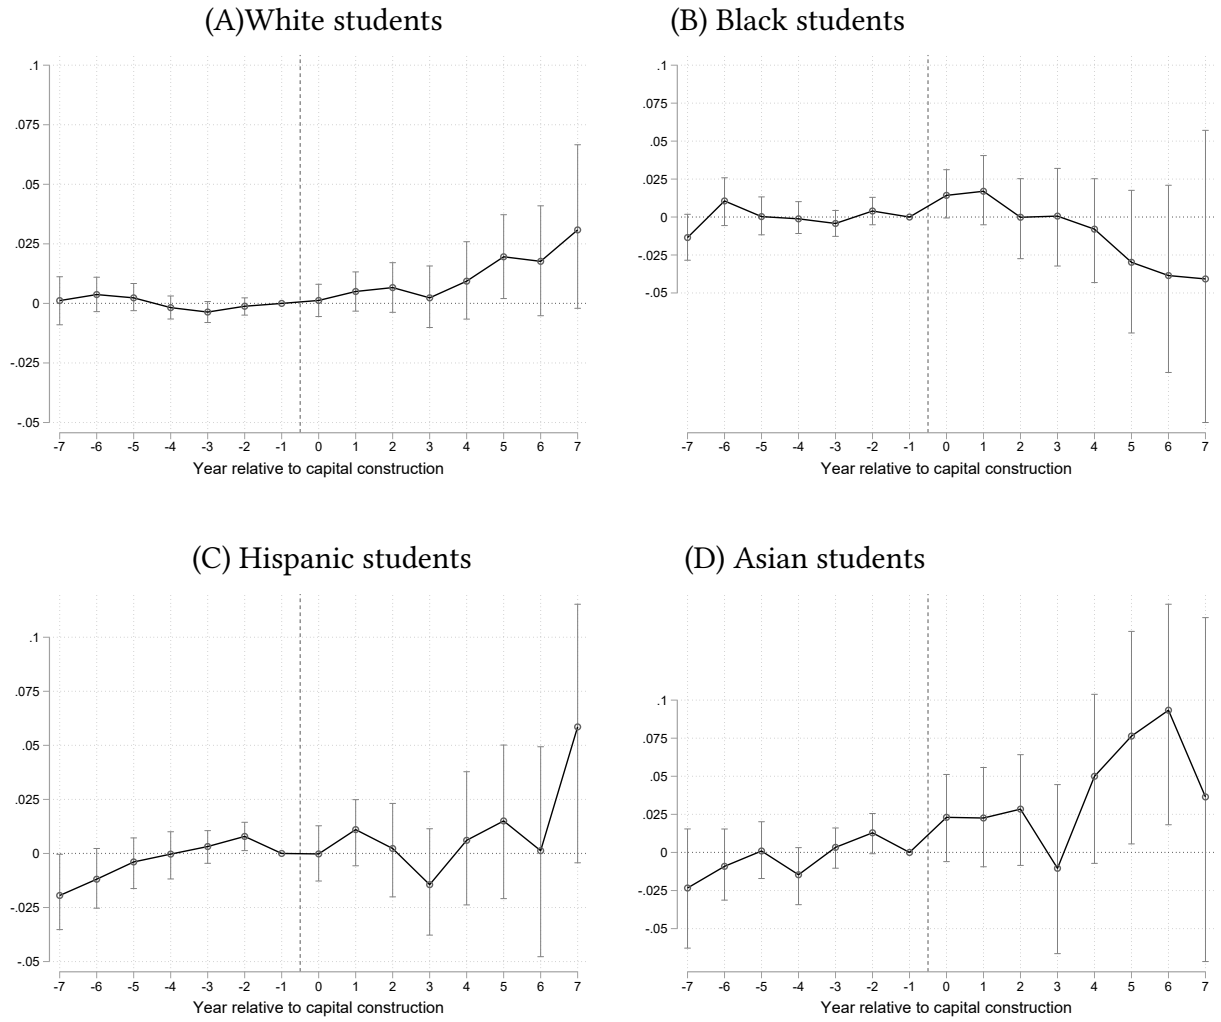 (A)White students
.1
.075
.05
.025
0
-.025
-.05
-7 -6 -5 -4 -3 -2 -1 0 1 2 3 4 5 6 7
Year relative to capital construction
(B) Black students
.1
.075
.05
.025
0
-.025
-.05
-7 -6 -5 -4 -3 -2 -1 0 1 2 3 4 5 6 7
Year relative to capital construction
(C) Hispanic students
.1
.075
.05
.025
0
-.025
-.05
-7 -6 -5 -4 -3 -2 -1 0 1 2 3 4 5 6 7
Year relative to capital construction
(D) Asian students
.1
.075
.05
.025
0
-.025
-.05
-7 -6 -5 -4 -3 -2 -1 0 1 2 3 4 5 6 7
Year relative to capital construction